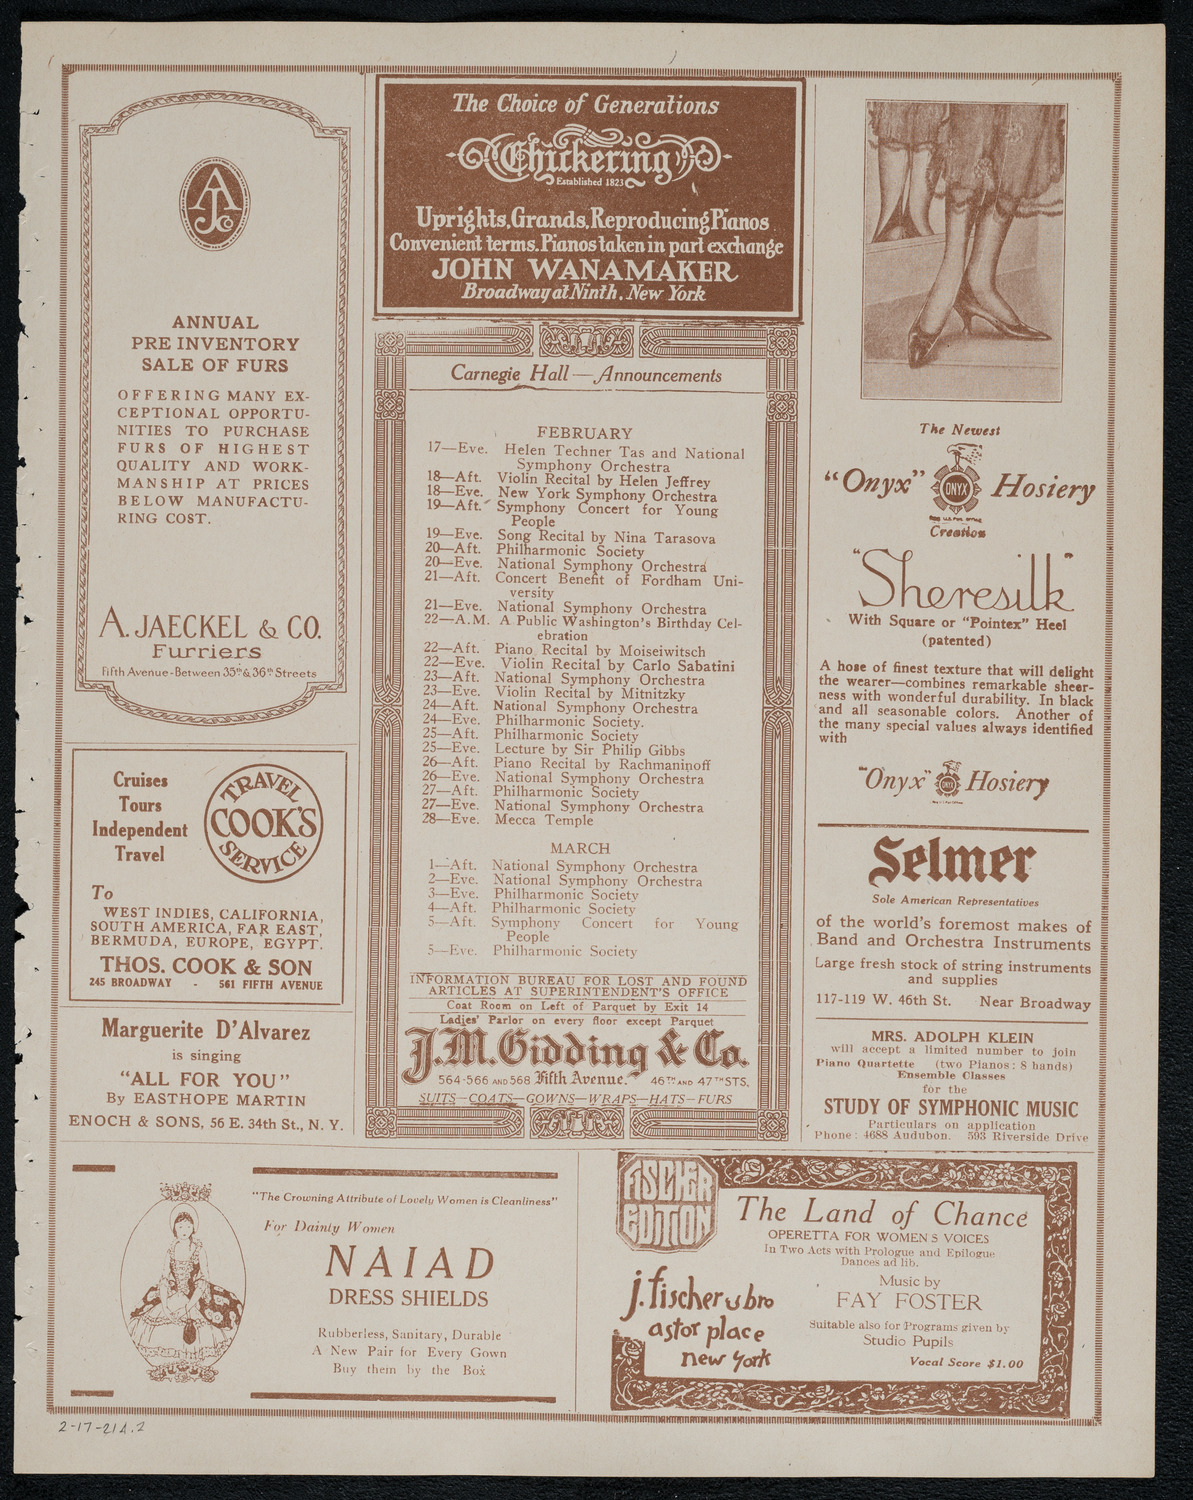 AJCo
ANNUAL
PRE INVENTORY
SALE OF FURS
OFFERING MANY EX-
CEPTIONAL OPPORTU-
NITIES TO PURCHASE
FURS OF HIGHEST
QUALITY AND WORK-
MANSHIP AT PRICES
BELOW MANUFACTU-
RING COST.
A. JAECKEL & CO.
Furriers
Fifth Avenue-Between 35th & 36th Streets
Cruises
Tours
Independent
Travel
TRAVEL
COOK'S
SERVICE
To
WEST INDIES, CALIFORNIA,
SOUTH AMERICA, FAR EAST,
BERMUDA, EUROPE, EGYPT.
THOS. COOK & SON
245 BROADWAY - 561 FIFTH AVENUE
Marguerite D'Alvarez
is singing
"ALL FOR YOU"
By EASTHOPE MARTIN
ENOCH & SONS, 56 E. 34th St., N. Y.
The Choice of Generations
Chickering
Established 1823
Uprights, Grands, Reproducing Pianos
Convenient terms. Pianos taken in part exchange
JOHN WANAMAKER
Broadway at Ninth, New York
Carnegie Hall — Announcements
FEBRUARY
17—Eve. Helen Techner Tas and National
Symphony Orchestra
18—Aft. Violin Recital by Helen Jeffrey
18—Eve. New York Symphony Orchestra
19—Aft. Symphony Concert for Young
People
19—Eve. Song Recital by Nina Tarasova
20—Aft. Philharmonic Society
20—Eve. National Symphony Orchestra
21—Aft. Concert Benefit of Fordham Uni-
versity
21—Eve. National Symphony Orchestra
22—A.M. A Public Washington's Birthday Cel-
ebration
22—Aft. Piano Recital by Moiseiwitsch
22—Eve. Violin Recital by Carlo Sabatini
23—Aft. National Symphony Orchestra
23—Eve. Violin Recital by Mitnitzky
24—Aft. National Symphony Orchestra
24—Eve. Philharmonic Society.
25—Aft. Philharmonic Society
25—Eve. Lecture by Sir Philip Gibbs
26—Aft. Piano Recital by Rachmaninoff
26—Eve. National Symphony Orchestra
27—Aft. Philharmonic Society
27—Eve. National Symphony Orchestra
28—Eve. Mecca Temple
MARCH
1—Aft. National Symphony Orchestra
2—Eve. National Symphony Orchestra
3—Eve. Philharmonic Society
4—Aft. Philharmonic Society
5—Aft. Symphony Concert for Young
People
5—Eve. Philharmonic Society
INFORMATION BUREAU FOR LOST AND FOUND
ARTICLES AT SUPERINTENDENT'S OFFICE
Coat Room on Left of Parquet by Exit 14
Ladies' Parlor on every floor except Parquet
J.M. Gidding & Co.
564-566 AND 568 Fifth Avenue. 46TH AND 47TH STS.
SUITS—COATS—GOWNS—WRAPS—HATS—FURS
The Newest
"Onyx" ONYX Hosiery
Creation
"Sheresilk"
With Square or "Pointex" Heel
(patented)
A hose of finest texture that will delight
the wearer—combines remarkable sheer-
ness with wonderful durability. In black
and all seasonable colors. Another of
the many special values always identified
with
"Onyx" ONYX Hosiery
Selmer
Sole American Representatives
of the world's foremost makes of
Band and Orchestra Instruments
Large fresh stock of string instruments
and supplies
117-119 W. 46th St. Near Broadway
MRS. ADOLPH KLEIN
will accept a limited number to join
Piano Quartette (two Pianos: 8 hands)
Ensemble Classes
for the
STUDY OF SYMPHONIC MUSIC
Particulars on application
Phone: 4688 Audubon. 593 Riverside Drive
"The Crowning Attribute of Lovely Women is Cleanliness"
For Dainty Women
NAIAD
DRESS SHIELDS
Rubberless, Sanitary, Durable
A New Pair for Every Gown
Buy them by the Box
FISCHER
EDITION
The Land of Chance
OPERETTA FOR WOMEN S VOICES
In Two Acts with Prologue and Epilogue
Dances ad lib.
Music by
FAY FOSTER
Suitable also for Programs given by
Studio Pupils
Vocal Score $1.00
j. fischer & bro
astor place
new york
2-17-21A.2